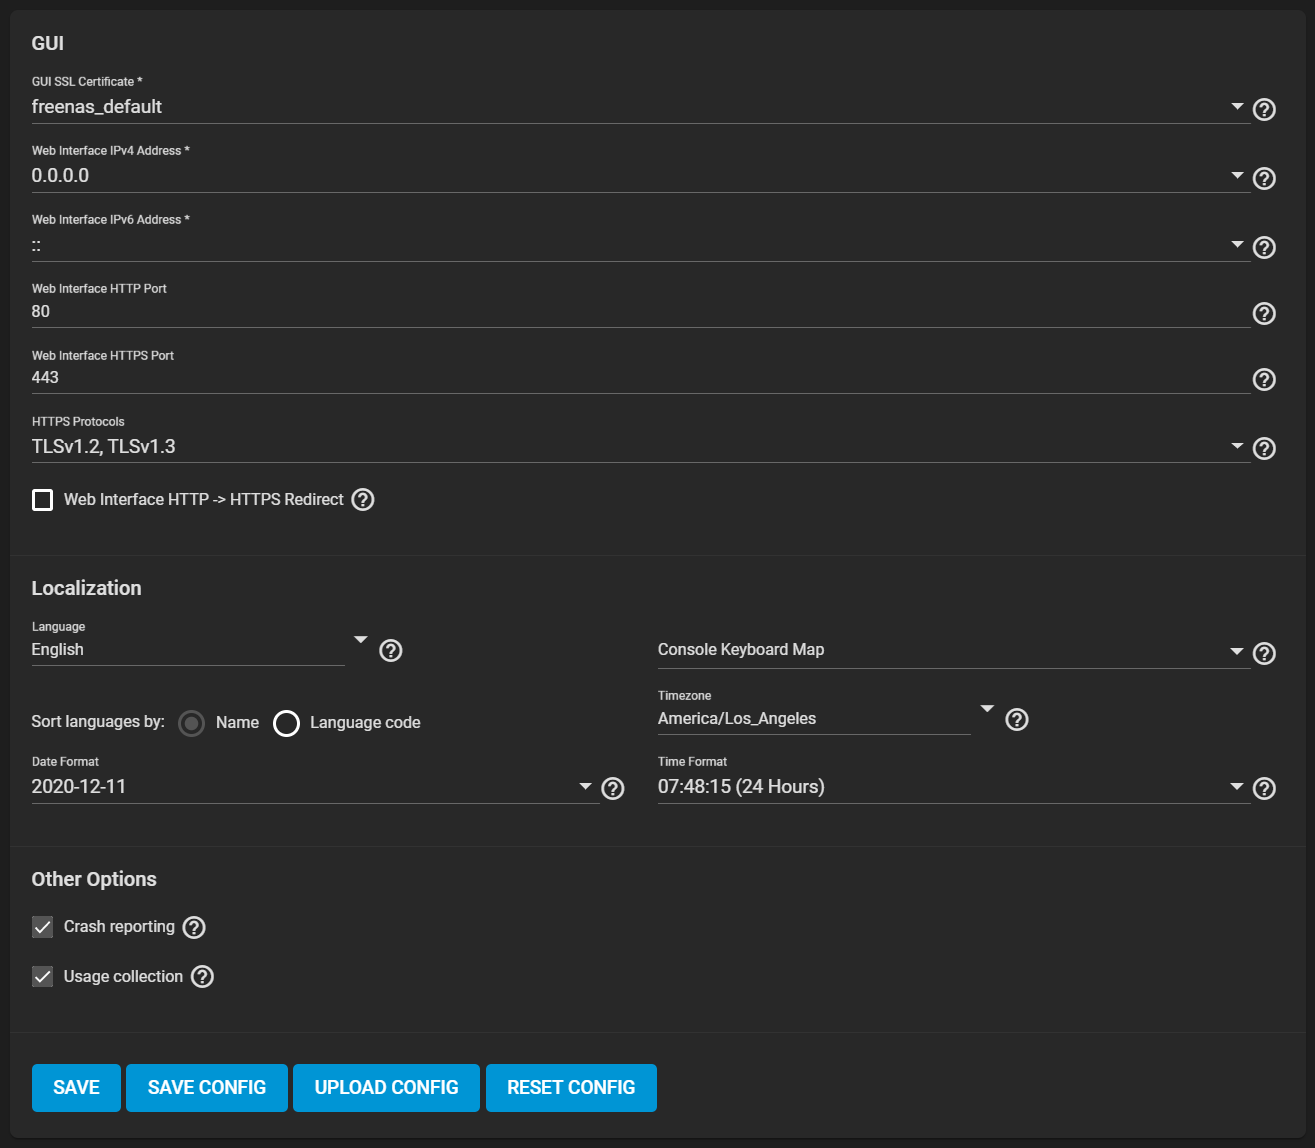 GUI
GUI SSL Certificate *
freenas_default
Web Interface IPv4 Address *
0.0.0.0
Web Interface IPv6 Address *
::
Web Interface HTTP Port
80
Web Interface HTTPS Port
443
HTTPS Protocols
TLSv1.2, TLSv1.3
Web Interface HTTP -> HTTPS Redirect
Localization
Language
English
Console Keyboard Map
Sort languages by: Name Language code
Timezone
America/Los_Angeles
Date Format
2020-12-11
Time Format
07:48:15 (24 Hours)
Other Options
Crash reporting
Usage collection
SAVE SAVE CONFIG UPLOAD CONFIG RESET CONFIG